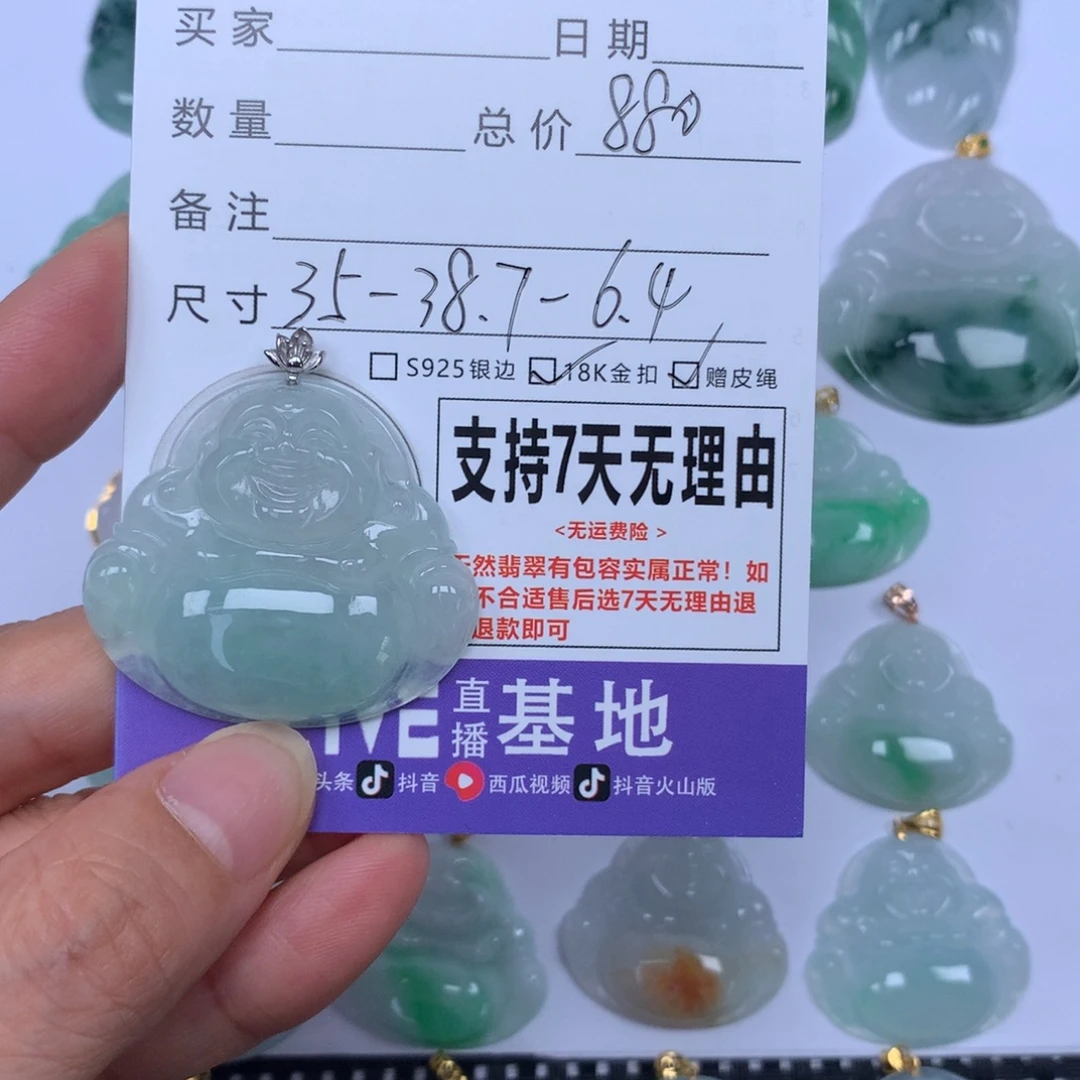 买家 日期
数量 总价 880
备注
尺寸 35-38.7-6.4
S925银边 18K金扣 赠皮绳
支持7天无理由
<无运费险 >
天然翡翠有包容实属正常！如
不合适售后选7天无理由退
退款即可
LIVE 直播 基地
头条 抖音 西瓜视频 抖音火山版